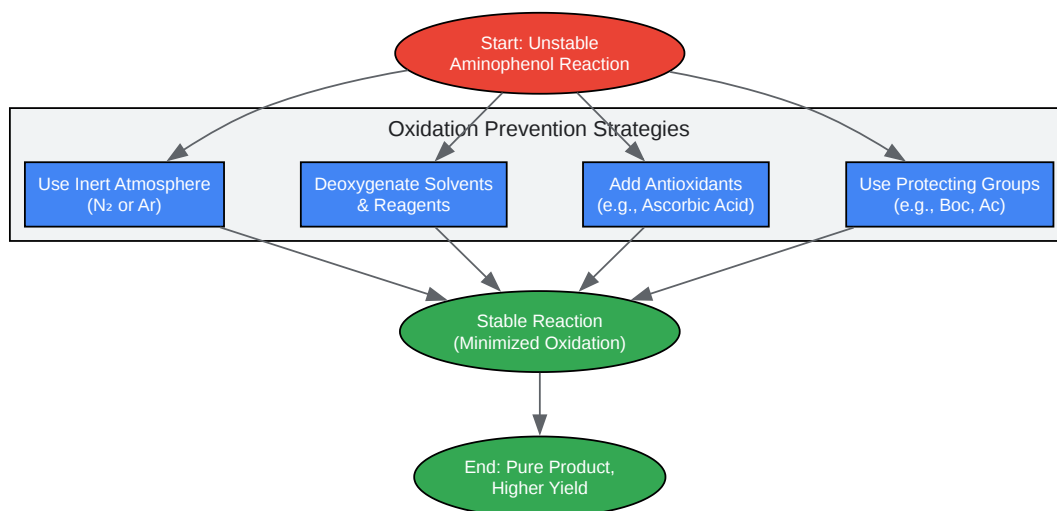 Start: Unstable
Aminophenol Reaction
Oxidation Prevention Strategies
Use Inert Atmosphere
(N₂ or Ar)
Deoxygenate Solvents
& Reagents
Add Antioxidants
(e.g., Ascorbic Acid)
Use Protecting Groups
(e.g., Boc, Ac)
Stable Reaction
(Minimized Oxidation)
End: Pure Product,
Higher Yield